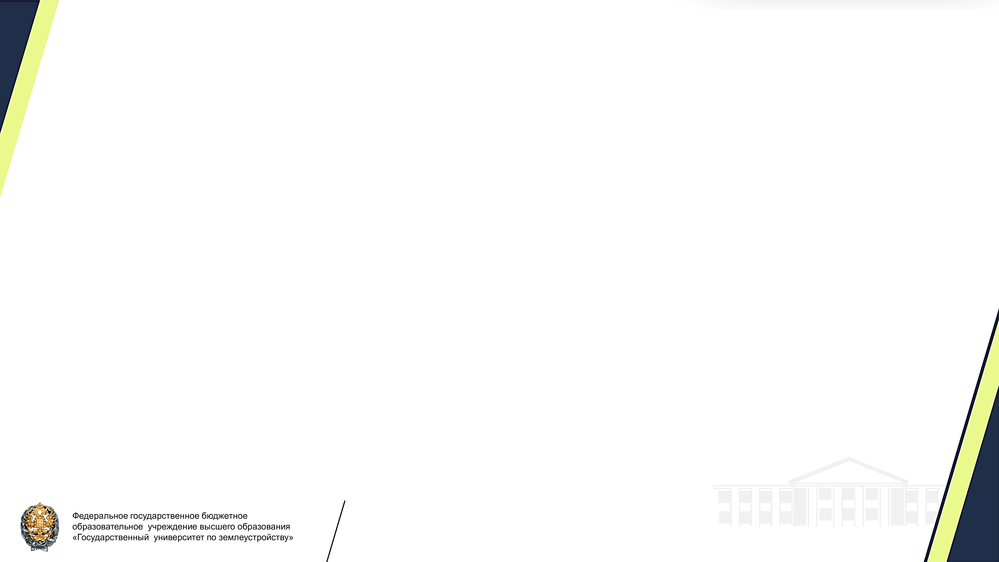 Федеральное государственное бюджетное
образовательное учреждение высшего образования
«Государственный университет по землеустройству»